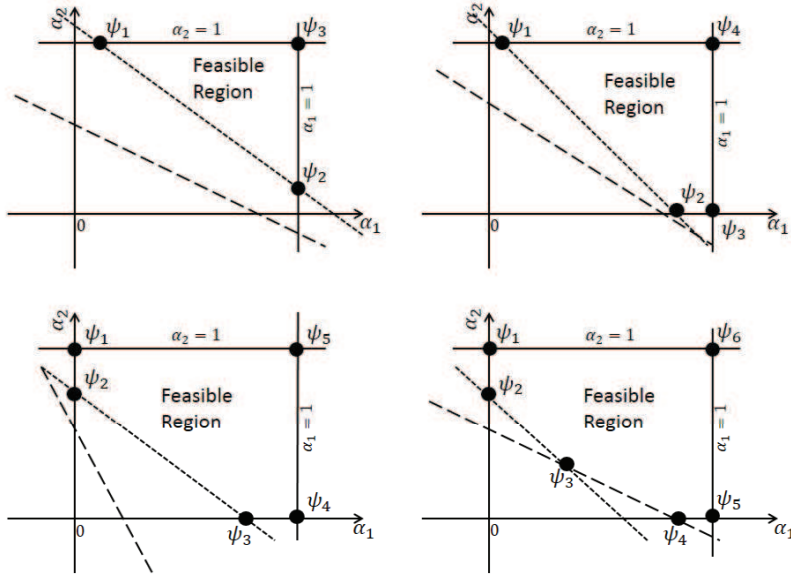 α₂ ψ₁ α₂ = 1 ψ₃
Feasible
Region
α₁ = 1
ψ₂
0 α₁
α₂ ψ₁ α₂ = 1 ψ₄
Feasible
Region
α₁ = 1
ψ₂
0 ψ₃ α₁
α₂ ψ₁ α₂ = 1 ψ₅
ψ₂ Feasible
Region
α₁ = 1
ψ₄
0 ψ₃ α₁
α₂ ψ₁ α₂ = 1 ψ₆
ψ₂ Feasible
Region
α₁ = 1
ψ₃
ψ₅
0 ψ₄ α₁